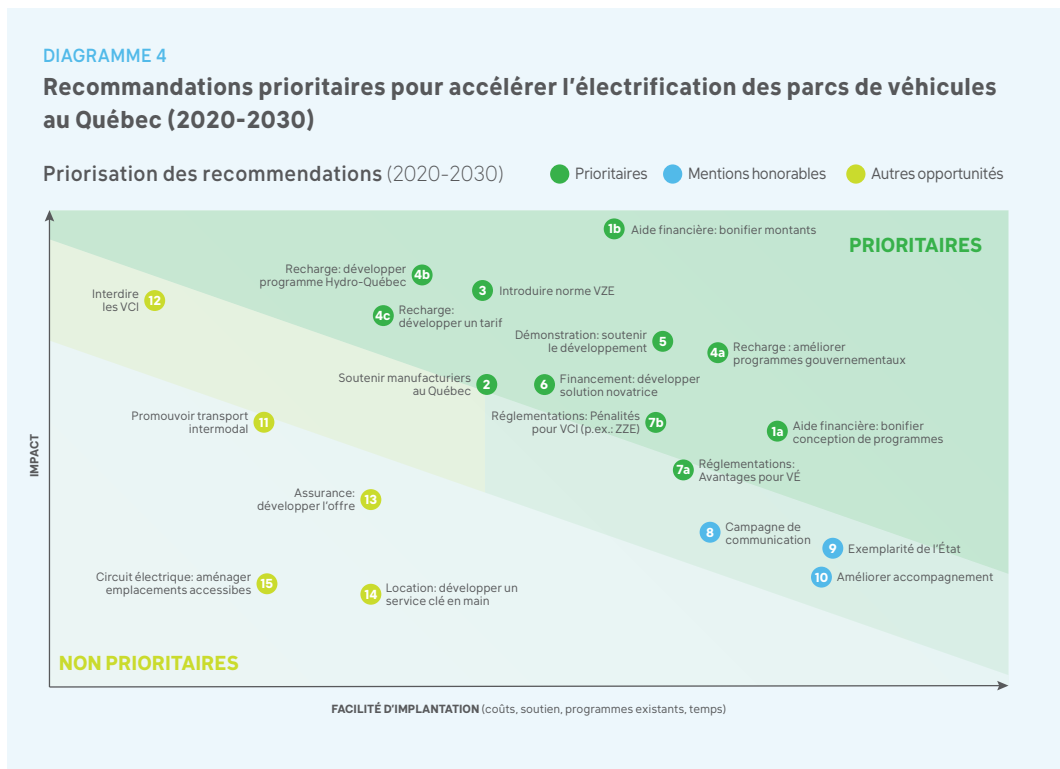 DIAGRAMME 4
Recommandations prioritaires pour accélérer l'électrification des parcs de véhicules
au Québec (2020-2030)
Priorisation des recommendations (2020-2030)
Prioritaires
Mentions honorables
Autres opportunités
1b Aide financière: bonifier montants
PRIORITAIRES
Recharge: développer
programme Hydro-Québec 4b
3 Introduire norme VZE
Interdire
les VCI 12
4c Recharge:
développer un tarif
Démonstration: soutenir
le développement 5
4a Recharge : améliorer
programmes gouvernementaux
Soutenir manufacturiers
au Québec 2
6 Financement: développer
solution novatrice
Promouvoir transport
intermodal 11
Réglementations: Pénalités
pour VCI (p.ex.: ZZE) 7b
1a Aide financière: bonifier
conception de programmes
7a Réglementations:
Avantages pour VÉ
Assurance:
développer l'offre 13
8 Campagne de
communication
9 Exemplarité de l'État
10 Améliorer accompagnement
Circuit électrique: aménager
emplacements accessibes 15
14 Location: développer un
service clé en main
NON PRIORITAIRES
IMPACT
FACILITÉ D'IMPLANTATION (coûts, soutien, programmes existants, temps)